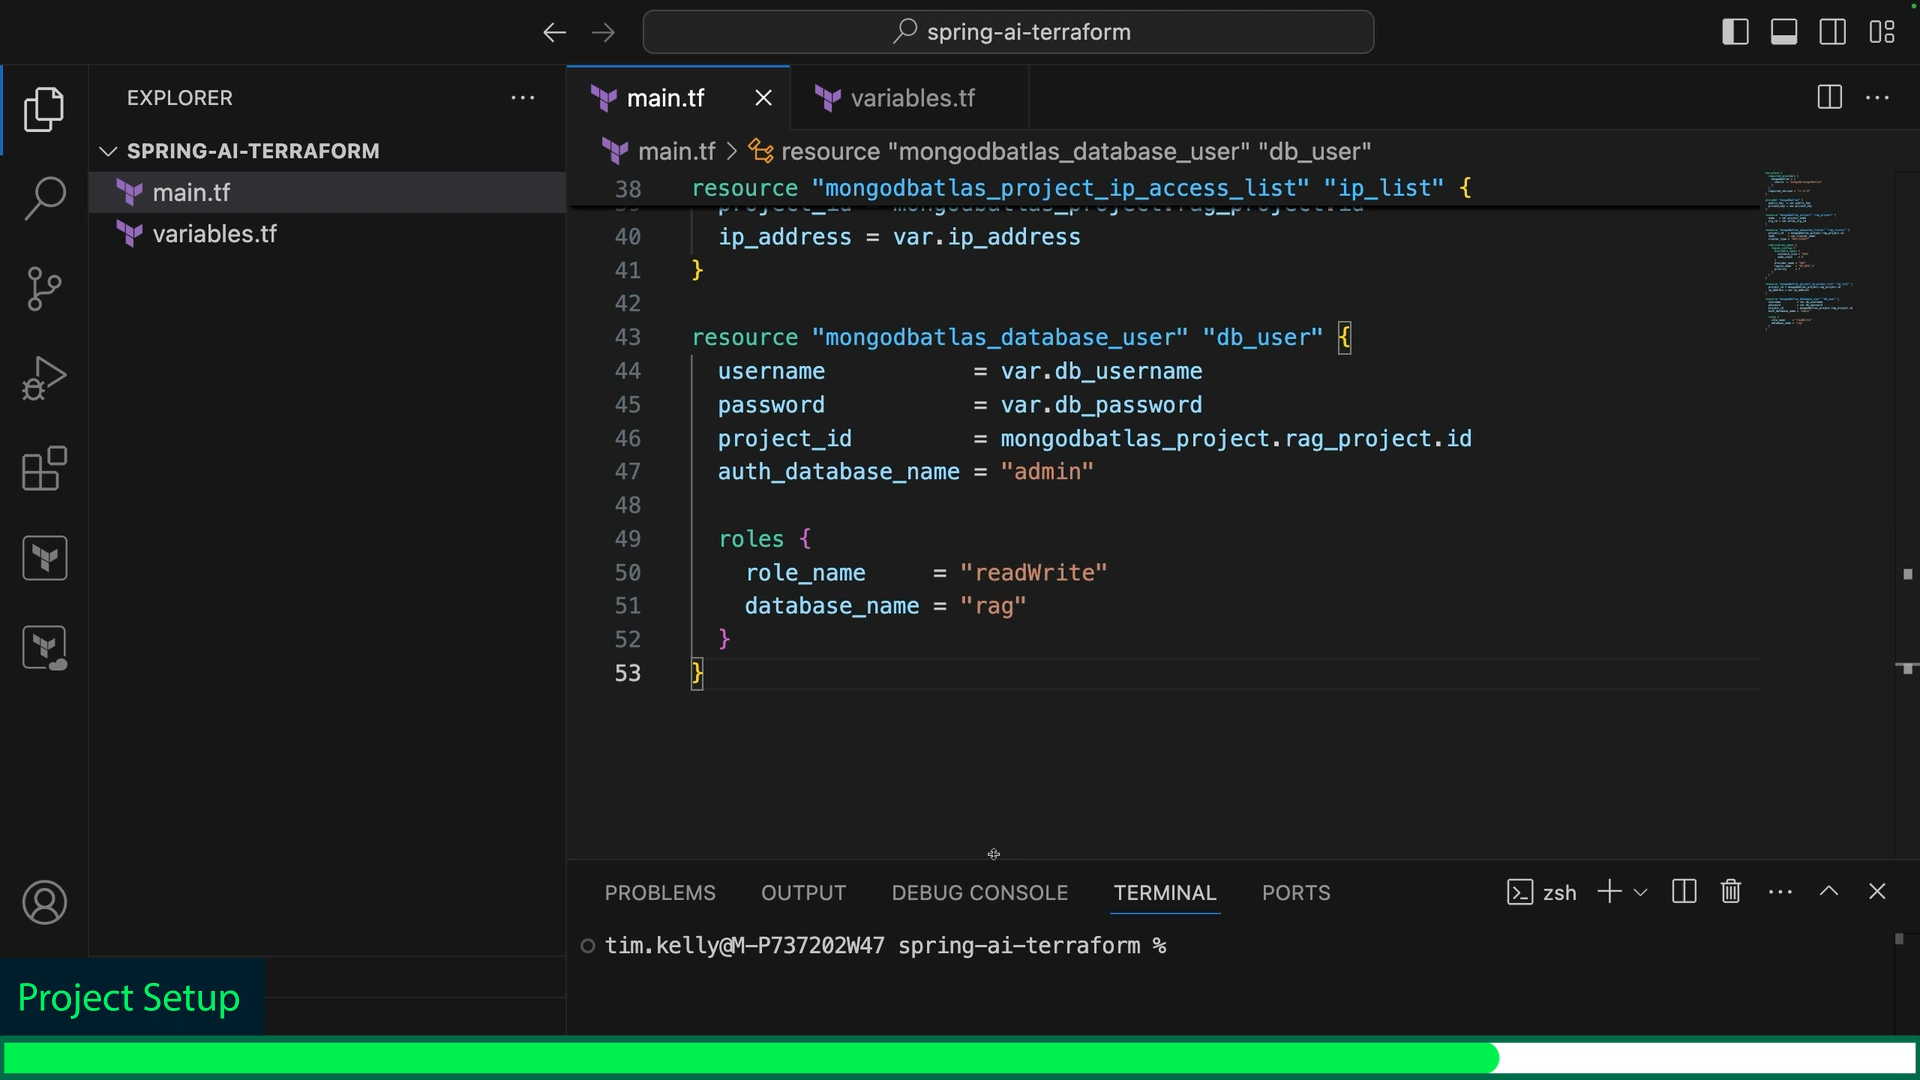 spring-ai-terraform
EXPLORER
SPRING-AI-TERRAFORM
main.tf
variables.tf
main.tf
variables.tf
main.tf > resource "mongodbatlas_database_user" "db_user"
38 resource "mongodbatlas_project_ip_access_list" "ip_list" {
project_id mongodbatlas_project.rag_project.id
40 ip_address = var.ip_address
41 }
42
43 resource "mongodbatlas_database_user" "db_user" {
44 username = var.db_username
45 password = var.db_password
46 project_id = mongodbatlas_project.rag_project.id
47 auth_database_name = "admin"
48
49 roles {
50 role_name = "readWrite"
51 database_name = "rag"
52 }
53 }
PROBLEMS OUTPUT DEBUG CONSOLE TERMINAL PORTS
zsh
tim.kelly@M-P737202W47 spring-ai-terraform %
Project Setup